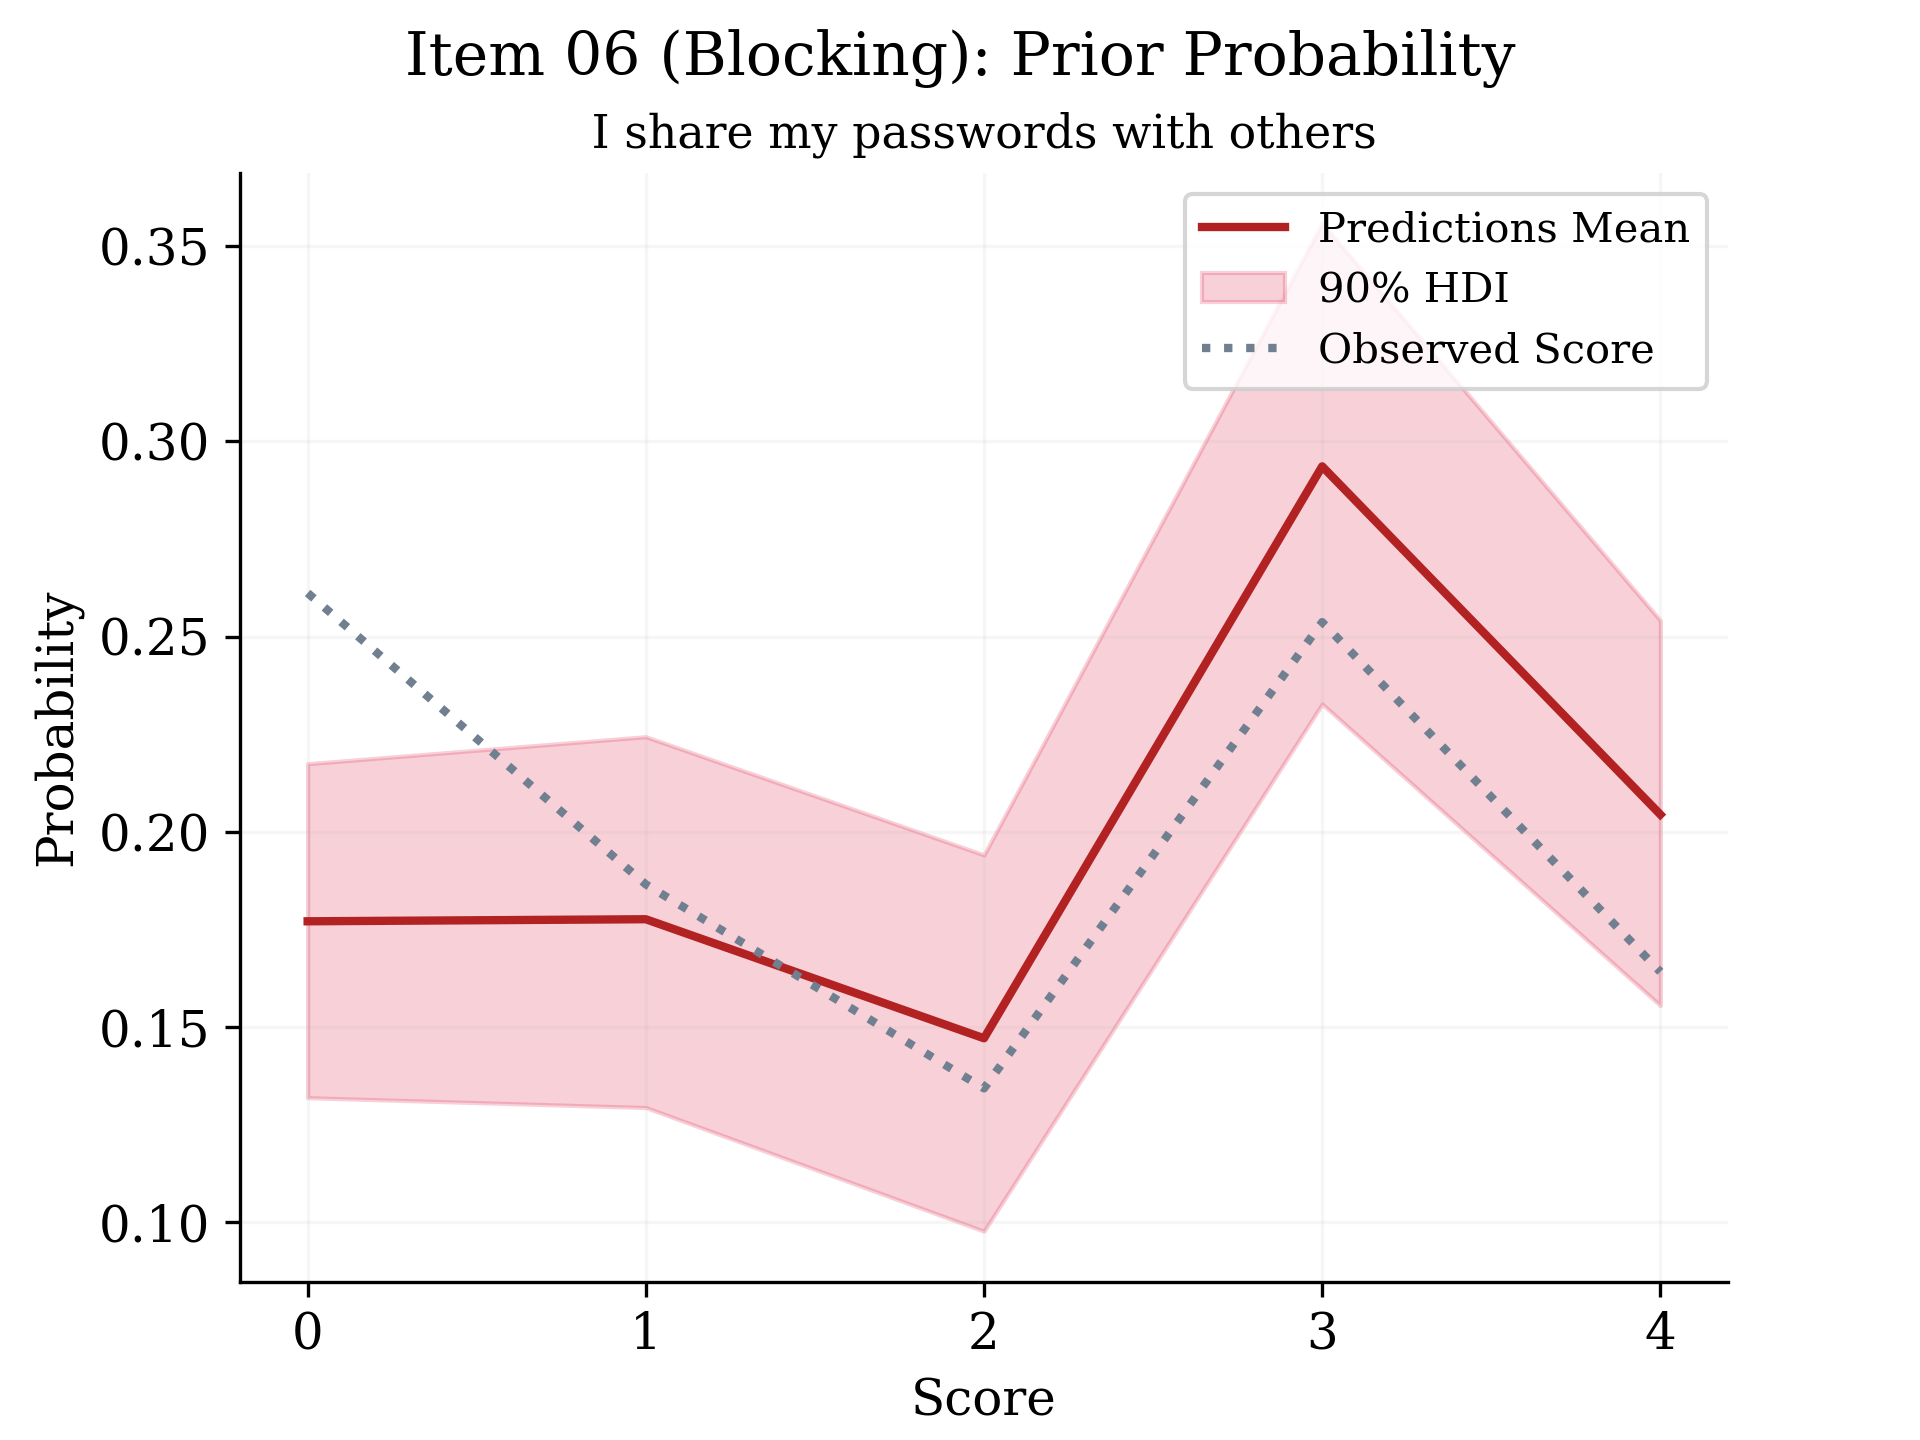 Item 06 (Blocking): Prior Probability
I share my passwords with others
Predictions Mean
90% HDI
Observed Score
Probability
0.35
0.30
0.25
0.20
0.15
0.10
0 1 2 3 4
Score